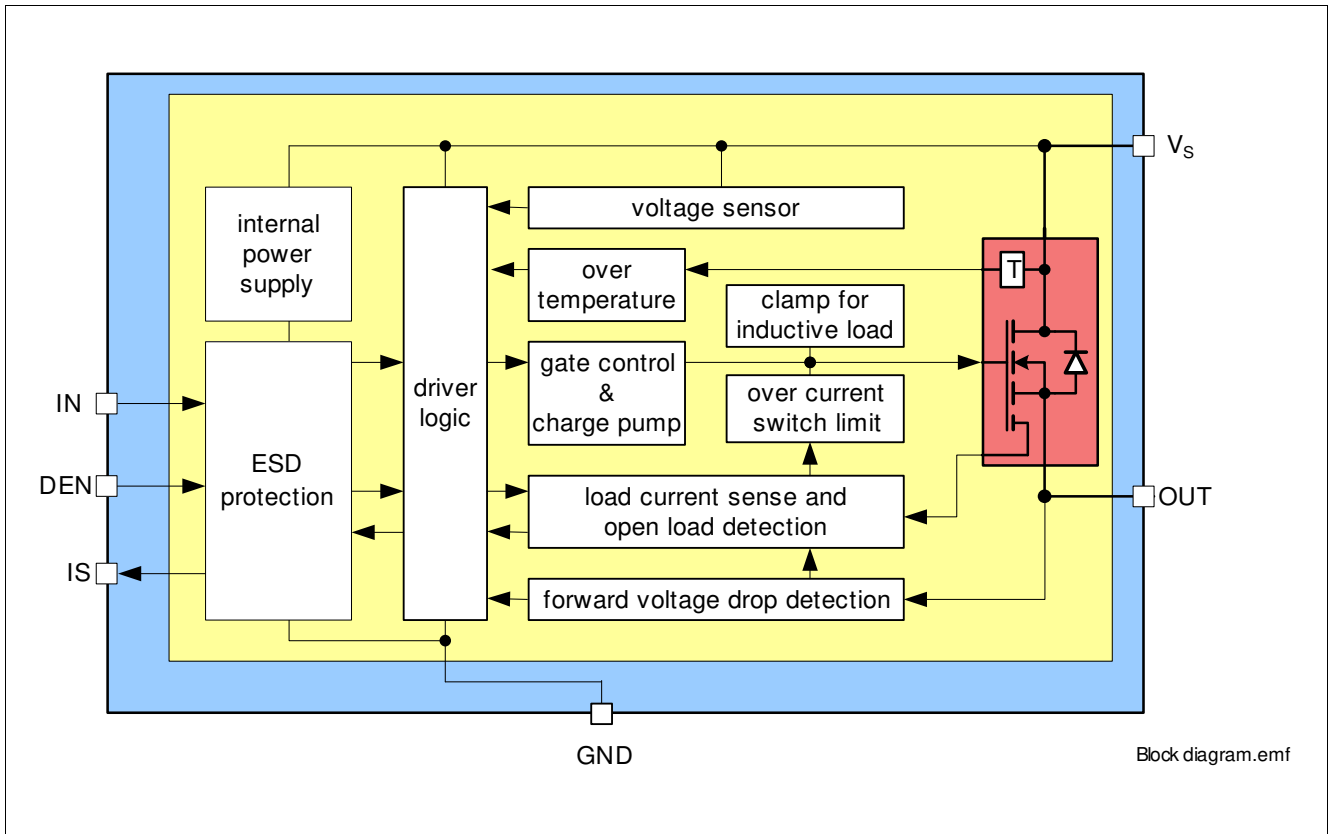 V_S
voltage sensor
internal
power
supply
over
temperature
T
clamp for
inductive load
gate control
&
charge pump
driver
logic
over current
switch limit
IN
ESD
protection
DEN
load current sense and
open load detection
OUT
IS
forward voltage drop detection
GND
Block diagram.emf